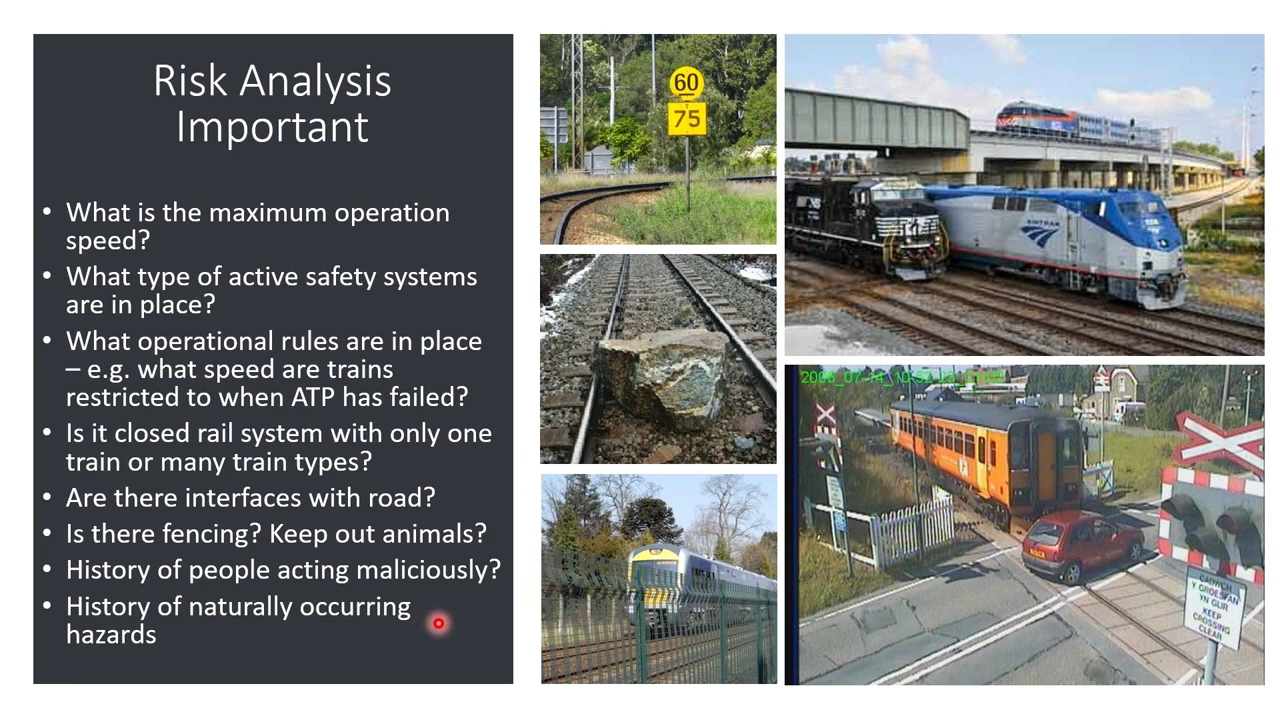 Risk Analysis
Important
• What is the maximum operation
speed?
• What type of active safety systems
are in place?
• What operational rules are in place
– e.g. what speed are trains
restricted to when ATP has failed?
• Is it closed rail system with only one
train or many train types?
• Are there interfaces with road?
• Is there fencing? Keep out animals?
• History of people acting maliciously?
• History of naturally occurring
hazards
60
75
AMTRAK
CADWCH
Y GROESFAN
YN GLIR
KEEP
CROSSING
CLEAR